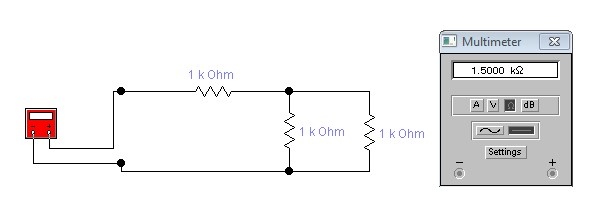 Multimeter
1.5000 kΩ
A V Ω dB
Settings
− +
1 k Ohm
1 k Ohm
1 k Ohm
− +